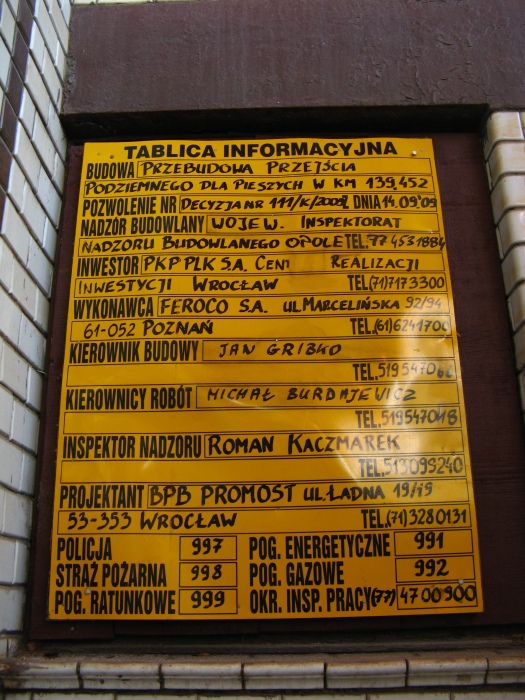 TABLICA INFORMACYJNA
BUDOWA PRZEBUDOWA PRZEJŚCIA
PODZIEMNEGO DLA PIESZYCH W KM 139,452
POZWOLENIE NR DECYZJA NR 111/K/2009, DNIA 14.09'09
NADZÓR BUDOWLANY WOJEW. INSPEKTORAT
NADZORU BUDOWLANEGO OPOLE TEL. 77 4531884
INWESTOR PKP PLK S.A. REALIZACJI
INWESTYCJI WROCŁAW TEL (71) 7173300
WYKONAWCA FEROCO S.A. UL MARCELIŃSKA 92/94
61-052 POZNAŃ TEL. (61) 6241700
KIEROWNIK BUDOWY JAN GRIBKO
TEL.
KIEROWNICY ROBÓT MICHAŁ BURDAJEWICZ
TEL. 519547018
INSPEKTOR NADZORU ROMAN KACZMAREK
TEL. 513093240
PROJEKTANT BPB PROMOST UL. ŁADNA 19/19
53-353 WROCŁAW TEL. (71) 3280131
POLICJA 997 POG. ENERGETYCZNE 991
STRAŻ POŻARNA 998 POG. GAZOWE 992
POG. RATUNKOWE 999 OKR. INSP. PRACY (77) 4700900